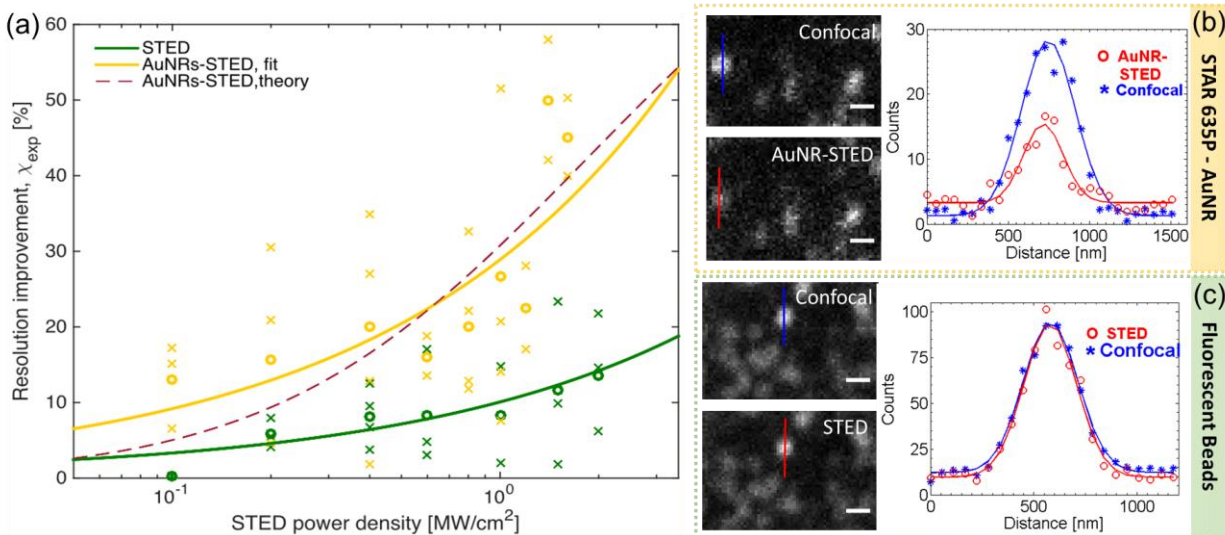 (a)
60
50
40
30
20
10
0
Resolution improvement, χexp [%]
STED
AuNRs-STED, fit
AuNRs-STED,theory
10⁻¹
10⁰
STED power density [MW/cm²]
Confocal
AuNR-STED
(b)
30
20
10
0
Counts
AuNR-
STED
Confocal
0
500
1000
1500
Distance [nm]
STAR 635P - AuNR
Confocal
STED
(c)
100
75
50
25
0
Counts
STED
Confocal
0
500
1000
Distance [nm]
Fluorescent Beads